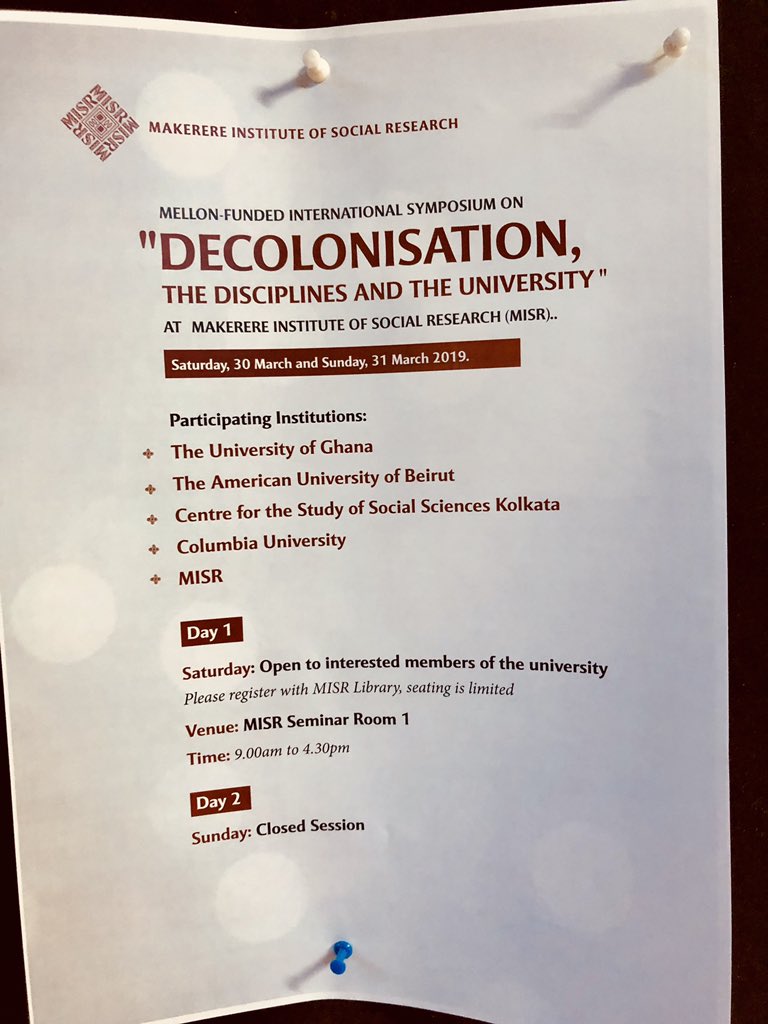 MISR MISR MISR MISR
MAKERERE INSTITUTE OF SOCIAL RESEARCH
MELLON-FUNDED INTERNATIONAL SYMPOSIUM ON
"DECOLONISATION,
THE DISCIPLINES AND THE UNIVERSITY "
AT MAKERERE INSTITUTE OF SOCIAL RESEARCH (MISR)..
Saturday, 30 March and Sunday, 31 March 2019.
Participating Institutions:
The University of Ghana
The American University of Beirut
Centre for the Study of Social Sciences Kolkata
Columbia University
MISR
Day 1
Saturday: Open to interested members of the university
Please register with MISR Library, seating is limited
Venue: MISR Seminar Room 1
Time: 9.00am to 4.30pm
Day 2
Sunday: Closed Session